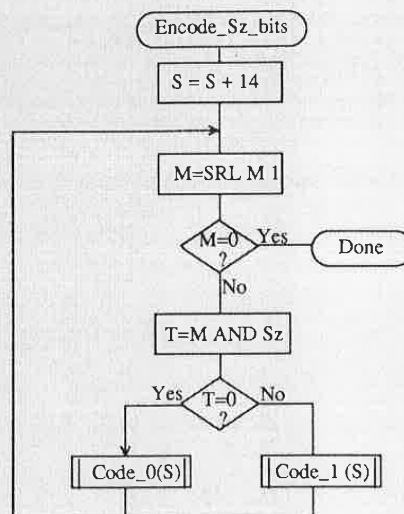 Encode_Sz_bits
S = S + 14
M=SRL M 1
M=0
?
Yes
Done
No
T=M AND Sz
Yes
T=0
?
No
Code_0(S)
Code_1 (S)